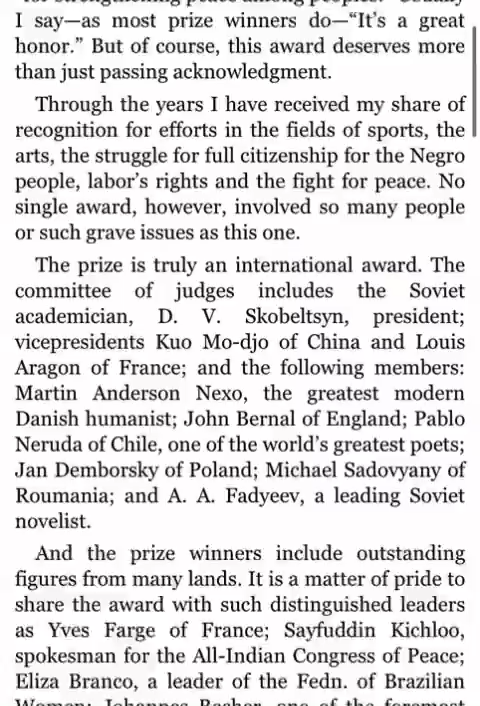 I say—as most prize winners do—“It’s a great
honor.” But of course, this award deserves more
than just passing acknowledgment.
Through the years I have received my share of
recognition for efforts in the fields of sports, the
arts, the struggle for full citizenship for the Negro
people, labor’s rights and the fight for peace. No
single award, however, involved so many people
or such grave issues as this one.
The prize is truly an international award. The
committee of judges includes the Soviet
academician, D. V. Skobeltsyn, president;
vicepresidents Kuo Mo-djo of China and Louis
Aragon of France; and the following members:
Martin Anderson Nexo, the greatest modern
Danish humanist; John Bernal of England; Pablo
Neruda of Chile, one of the world’s greatest poets;
Jan Demborsky of Poland; Michael Sadovyany of
Roumania; and A. A. Fadyeev, a leading Soviet
novelist.
And the prize winners include outstanding
figures from many lands. It is a matter of pride to
share the award with such distinguished leaders
as Yves Farge of France; Sayfuddin Kichloo,
spokesman for the All-Indian Congress of Peace;
Eliza Branco, a leader of the Fedn. of Brazilian